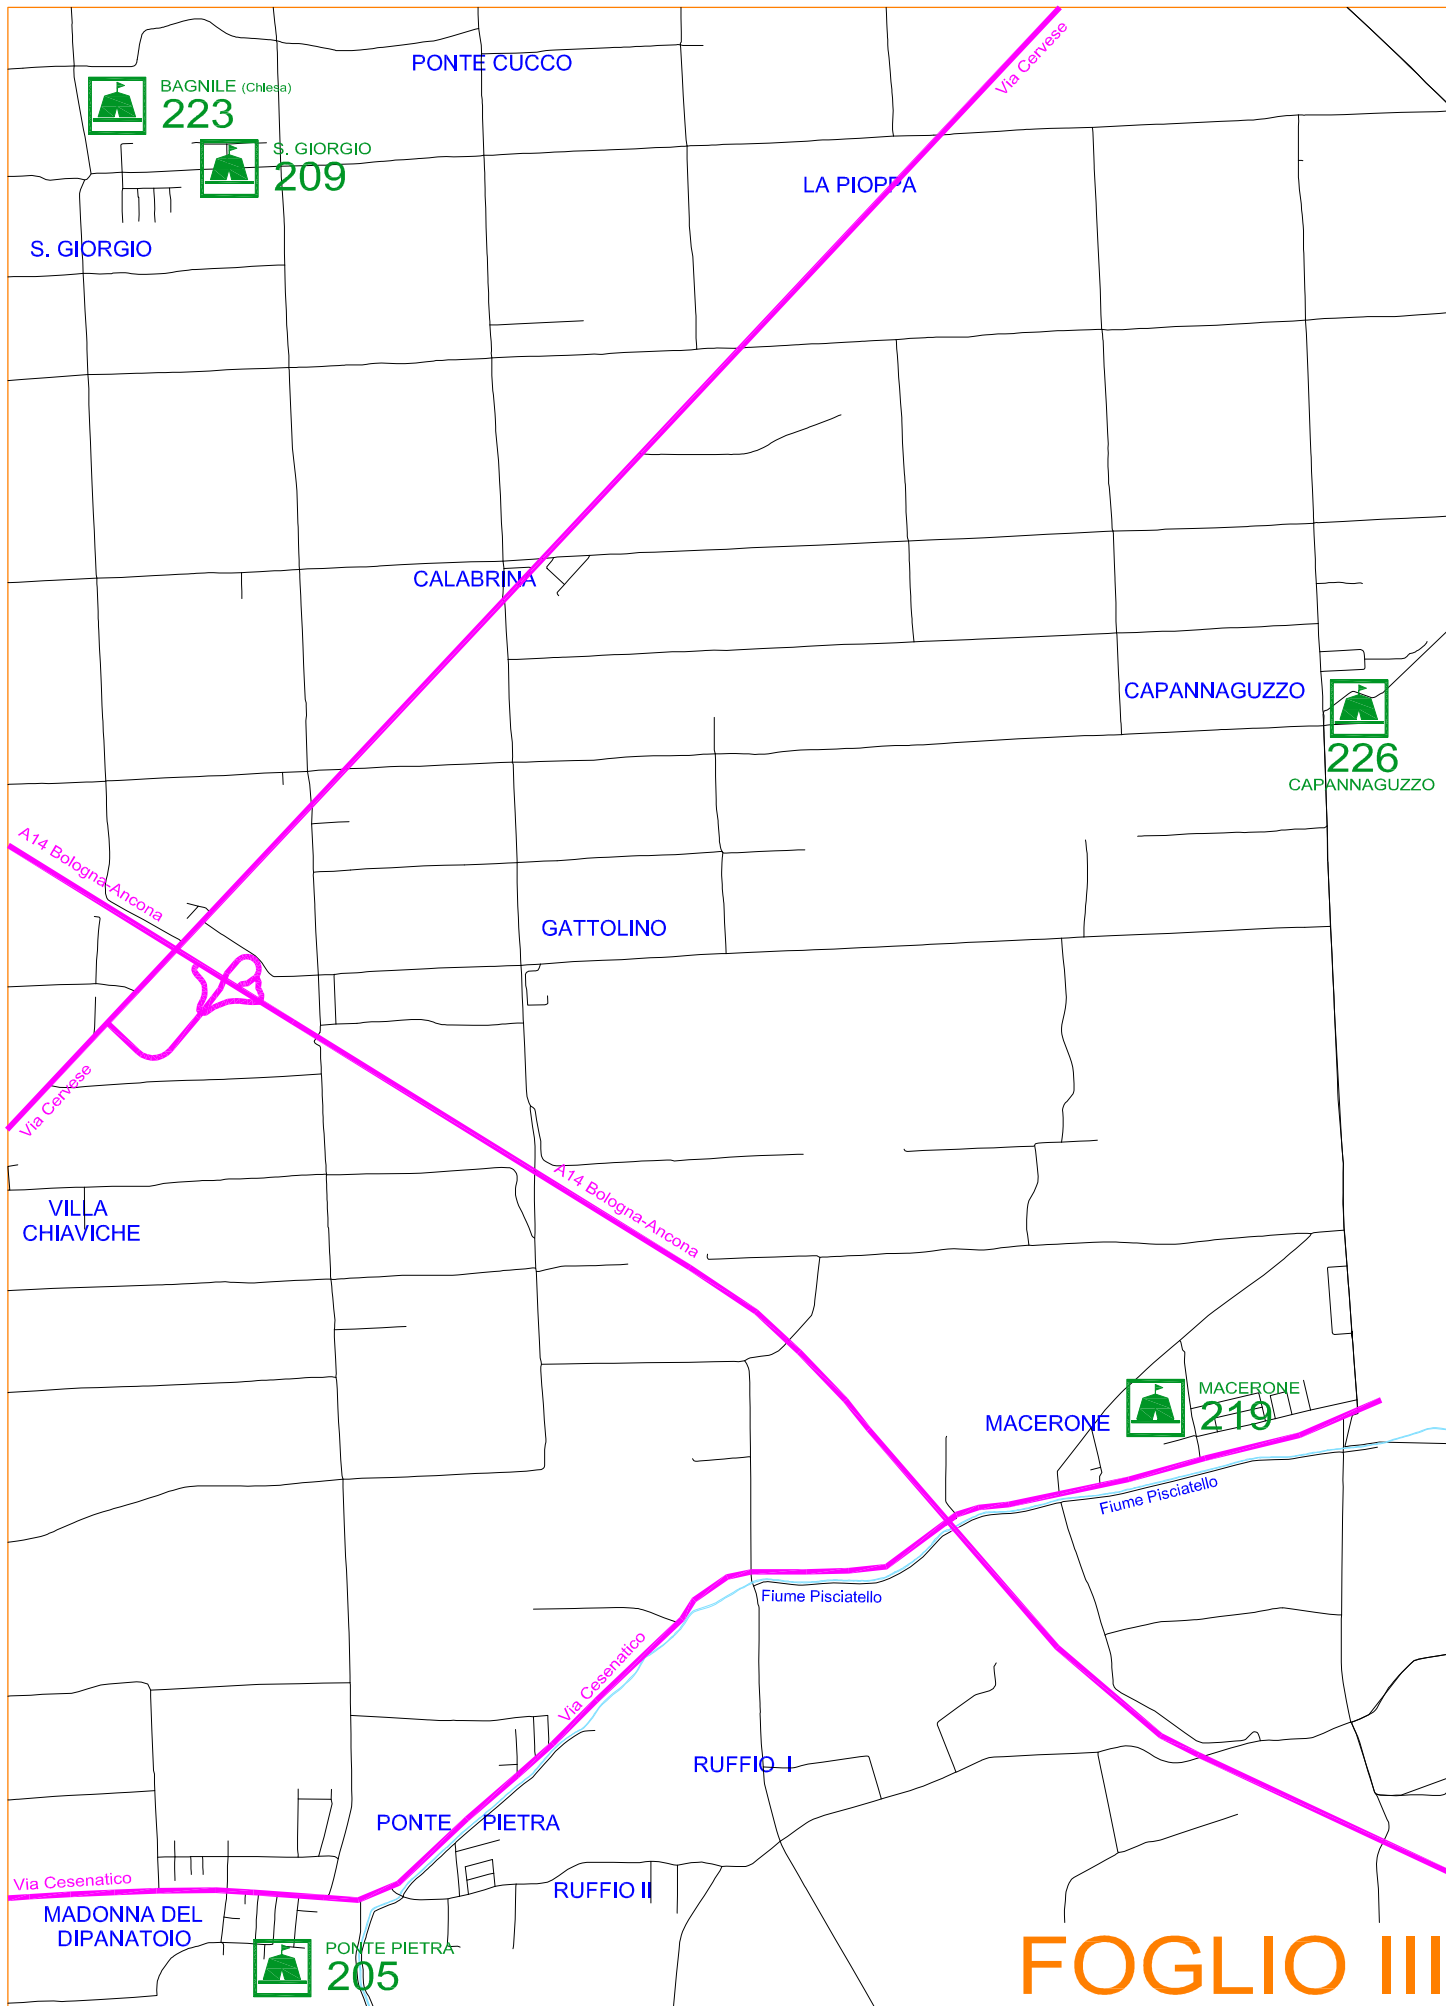 PONTE CUCCO
Via Cervese
BAGNILE (Chiesa)
223
S. GIORGIO
209
LA PIOPPA
S. GIORGIO
CALABRINA
CAPANNAGUZZO
226
CAPANNAGUZZO
A14 Bologna-Ancona
GATTOLINO
Via Cervese
A14 Bologna-Ancona
VILLA
CHIAVICHE
MACERONE
219
MACERONE
Fiume Pisciatello
Fiume Pisciatello
Via Cesenatico
RUFFIO I
PONTE PIETRA
Via Cesenatico
RUFFIO II
MADONNA DEL
DIPANATOIO
PONTE PIETRA
205
FOGLIO III